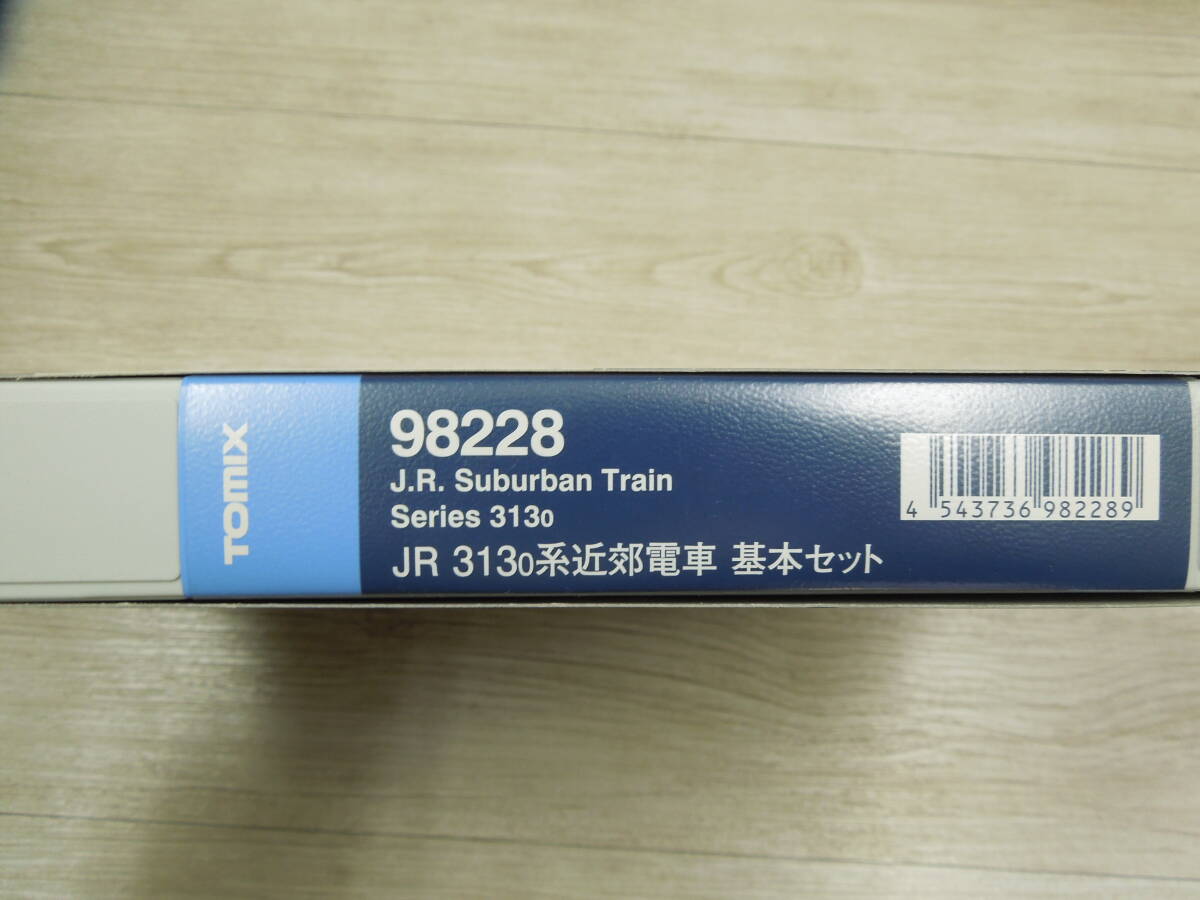 TOMIX
98228
J.R. Suburban Train
Series 3130
JR 3130系近郊電車 基本セット
4 543736 982289